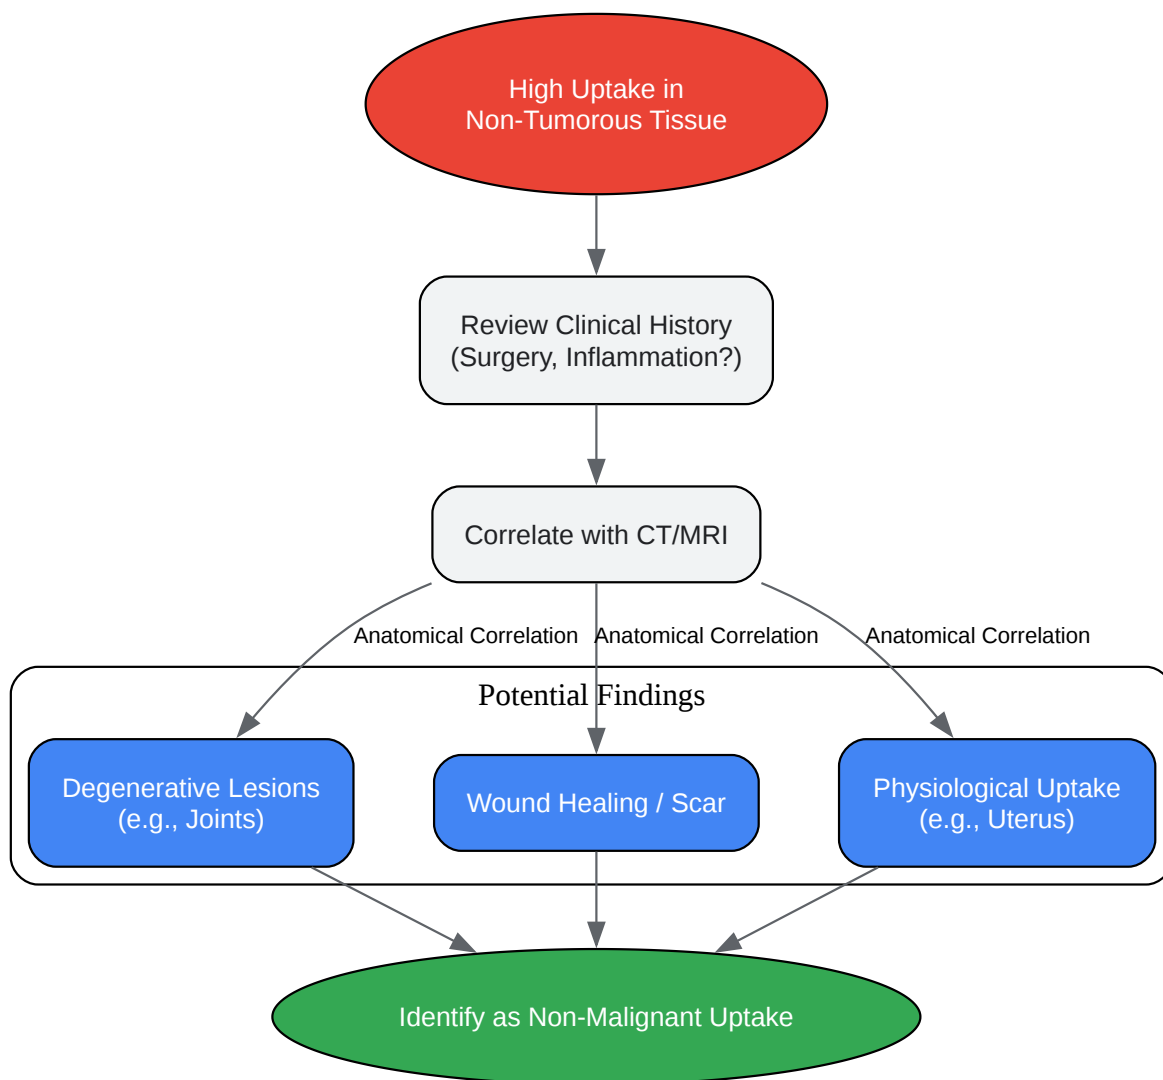 High Uptake in
Non-Tumorous Tissue
Review Clinical History
(Surgery, Inflammation?)
Correlate with CT/MRI
Anatomical Correlation
Anatomical Correlation
Anatomical Correlation
Potential Findings
Degenerative Lesions
(e.g., Joints)
Wound Healing / Scar
Physiological Uptake
(e.g., Uterus)
Identify as Non-Malignant Uptake